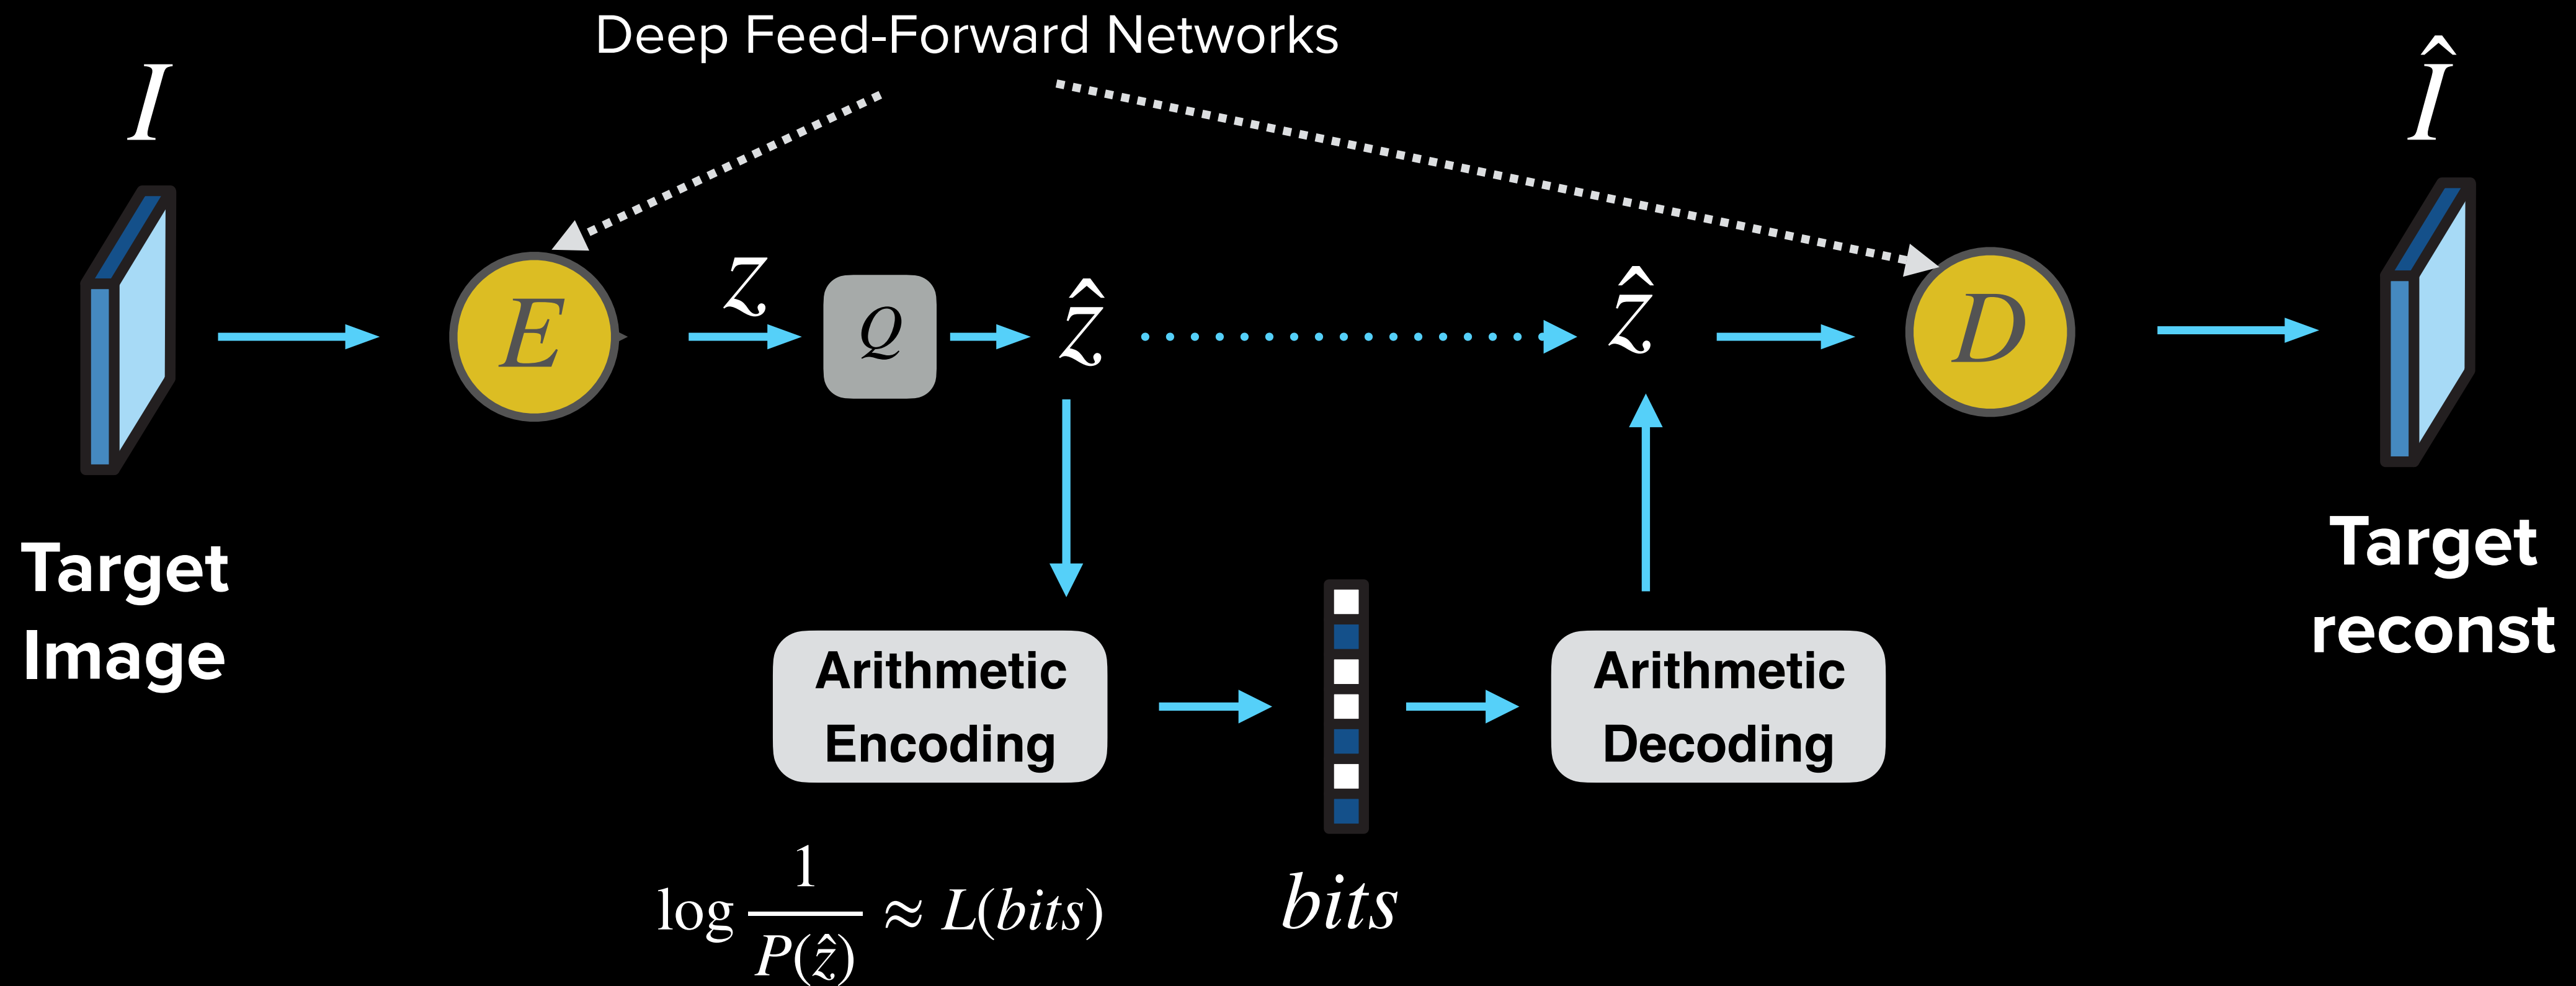 Deep Feed-Forward Networks
I
Î
E
z
Q
ẑ
ẑ
D
Target
Image
Target
reconst
Arithmetic
Encoding
Arithmetic
Decoding
log 1/P(ẑ) ≈ L(bits)
bits